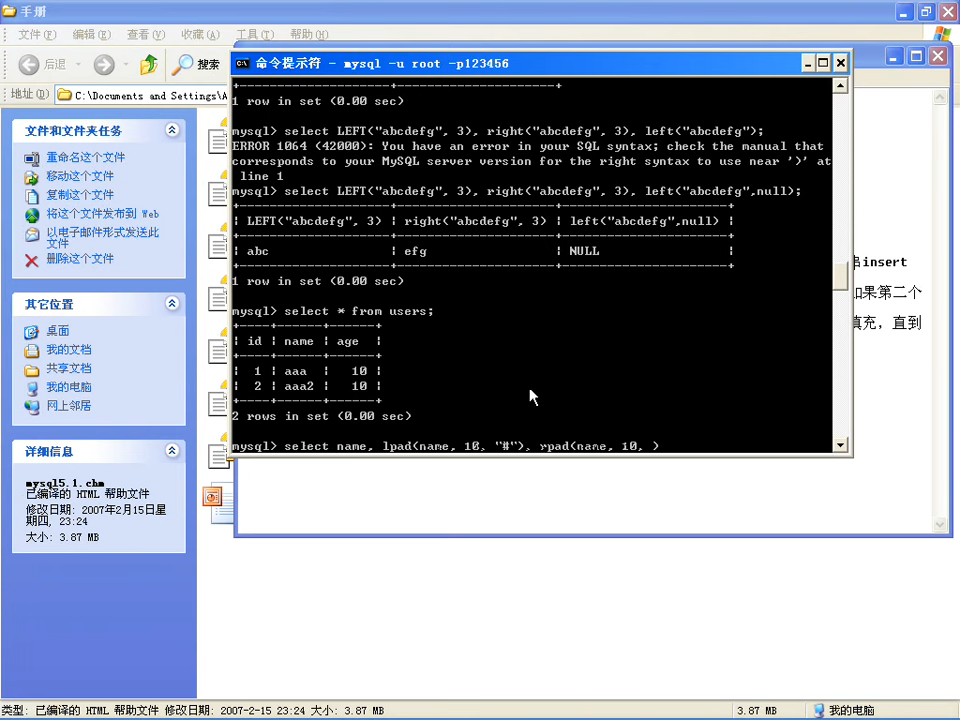 手册
文件(F) 编辑(E) 查看(V) 收藏(A) 工具(T) 帮助(H)
后退 搜索
地址(D) C:\Documents and Settings\A
文件和文件夹任务
重命名这个文件
移动这个文件
复制这个文件
将这个文件发布到 Web
以电子邮件形式发送此
文件
删除这个文件
其它位置
桌面
我的文档
共享文档
我的电脑
网上邻居
详细信息
mysql5.1.chm
已编译的 HTML 帮助文件
修改日期: 2007年2月15日星
期四, 23:24
大小: 3.87 MB
命令提示符 - mysql -u root -p123456
+------------------+--------------------+
1 row in set (0.00 sec)
mysql> select LEFT("abcdefg", 3), right("abcdefg", 3), left("abcdefg");
ERROR 1064 (42000): You have an error in your SQL syntax; check the manual that
corresponds to your MySQL server version for the right syntax to use near ')' at
line 1
mysql> select LEFT("abcdefg", 3), right("abcdefg", 3), left("abcdefg",null);
+--------------------+---------------------+----------------------+
| LEFT("abcdefg", 3) | right("abcdefg", 3) | left("abcdefg",null) |
+--------------------+---------------------+----------------------+
| abc | efg | NULL |
+--------------------+---------------------+----------------------+
1 row in set (0.00 sec)
mysql> select * from users;
+----+------+------+
| id | name | age |
+----+------+------+
| 1 | aaa | 10 |
| 2 | aaa2 | 10 |
+----+------+------+
2 rows in set (0.00 sec)
mysql> select name, lpad(name, 10, "#"), rpad(name, 10, )
insert
如果第二个
填充，直到
类型: 已编译的 HTML 帮助文件 修改日期: 2007-2-15 23:24 大小: 3.87 MB 3.87 MB 我的电脑